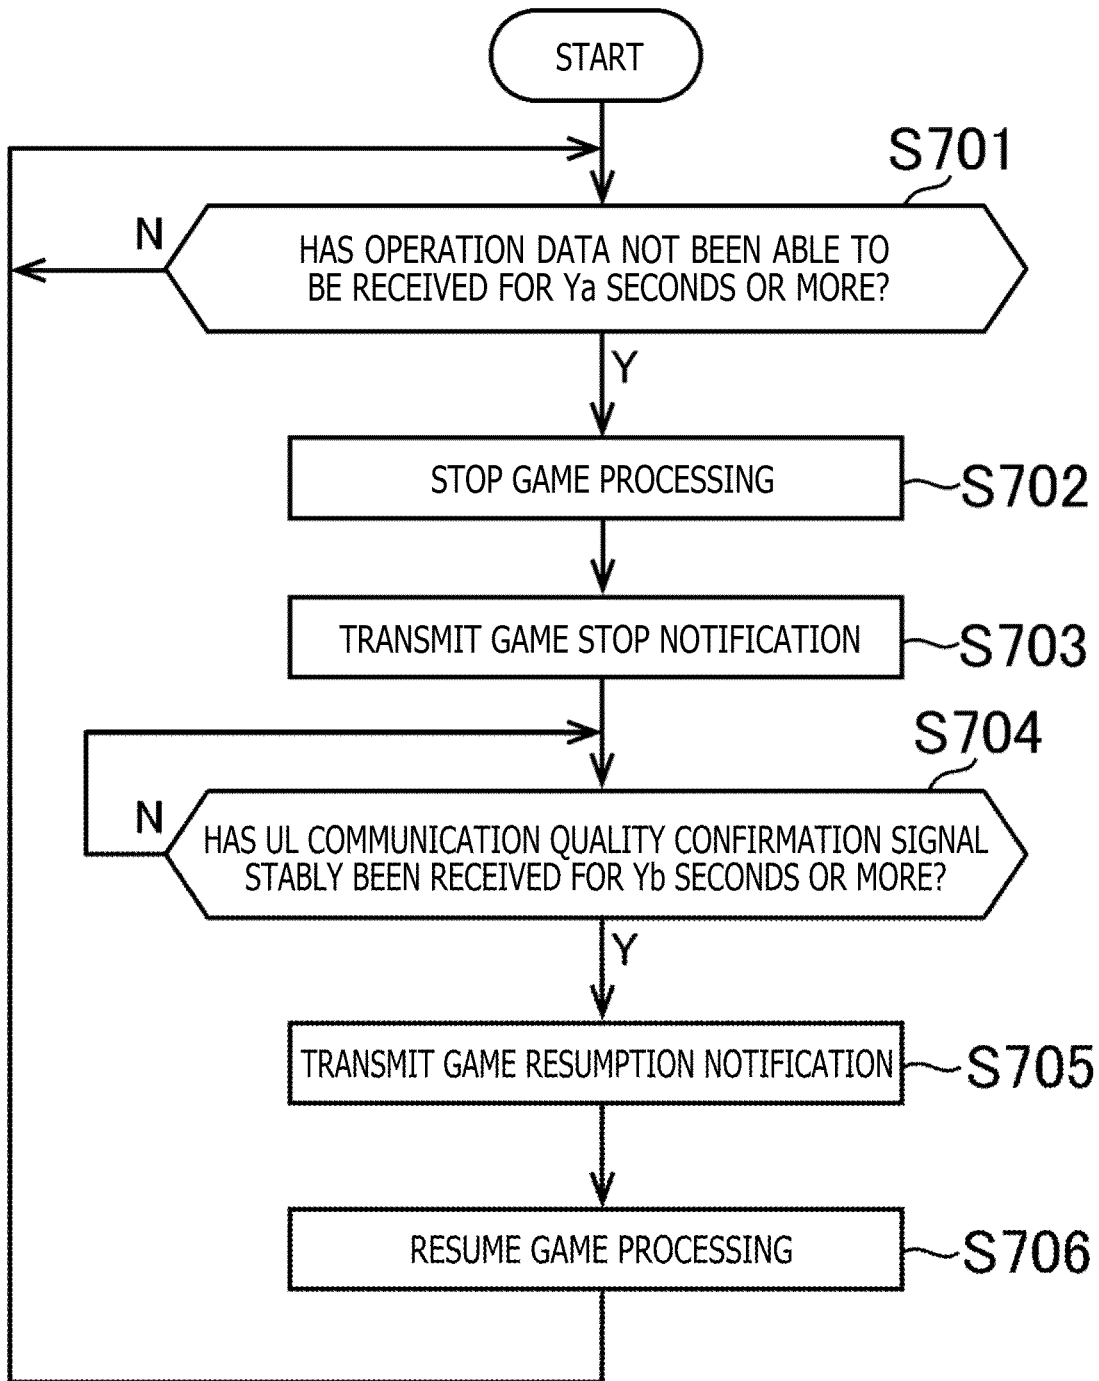 START
S701
N
HAS OPERATION DATA NOT BEEN ABLE TO
BE RECEIVED FOR Ya SECONDS OR MORE?
Y
STOP GAME PROCESSING
S702
TRANSMIT GAME STOP NOTIFICATION
S703
S704
N
HAS UL COMMUNICATION QUALITY CONFIRMATION SIGNAL
STABLY BEEN RECEIVED FOR Yb SECONDS OR MORE?
Y
TRANSMIT GAME RESUMPTION NOTIFICATION
S705
RESUME GAME PROCESSING
S706